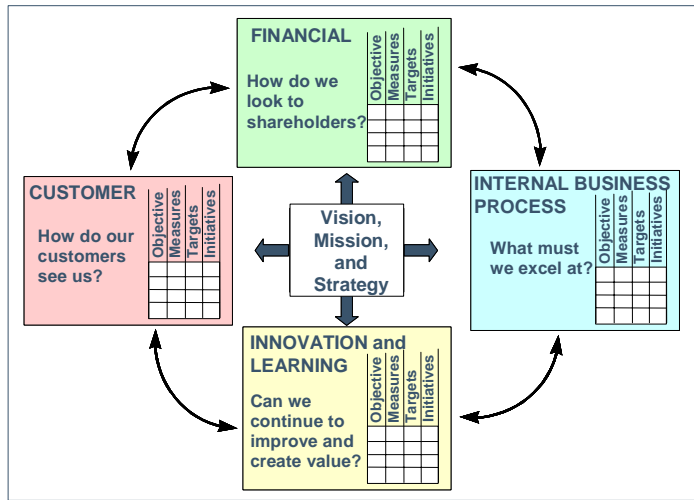 FINANCIAL
How do we
look to
shareholders?
Objective
Measures
Targets
Initiatives
CUSTOMER
How do our
customers
see us?
Objective
Measures
Targets
Initiatives
Vision,
Mission,
and
Strategy
INTERNAL BUSINESS
PROCESS
What must
we excel at?
Objective
Measures
Targets
Initiatives
INNOVATION and
LEARNING
Can we
continue to
improve and
create value?
Objective
Measures
Targets
Initiatives